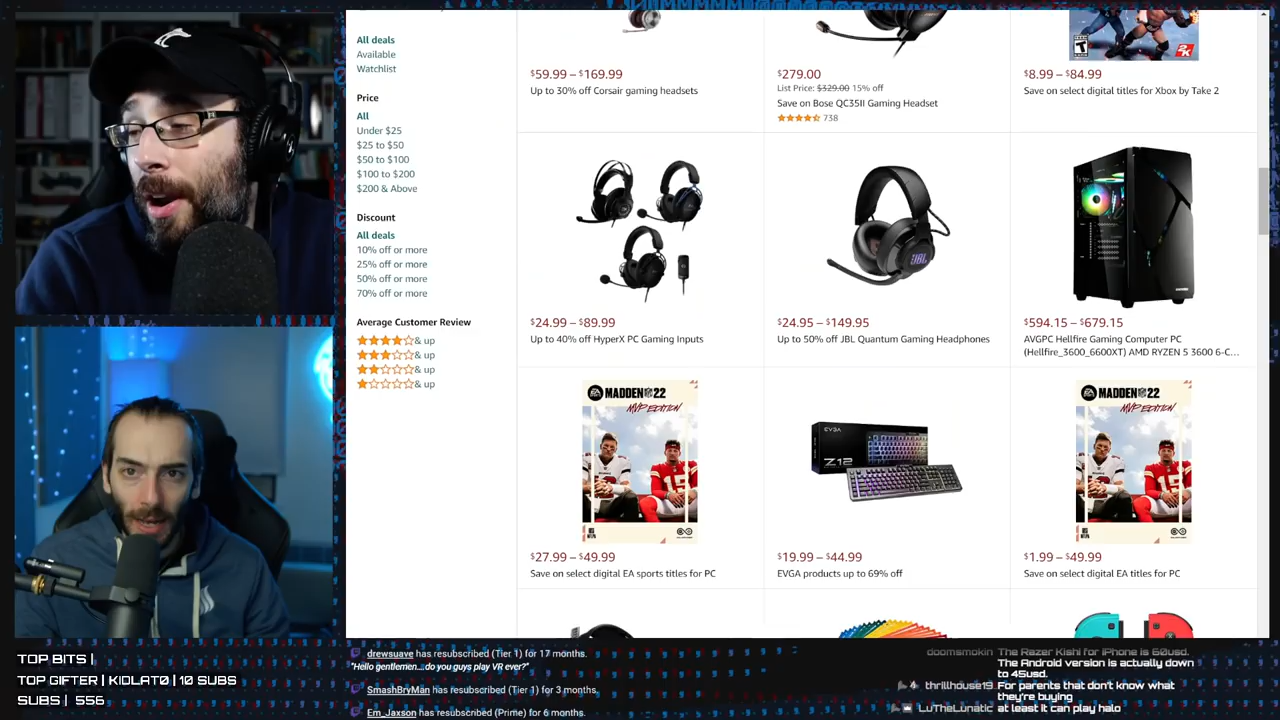 All deals
Available
Watchlist
Price
All
Under $25
$25 to $50
$50 to $100
$100 to $200
$200 & Above
Discount
All deals
10% off or more
25% off or more
50% off or more
70% off or more
Average Customer Review
& up
& up
& up
& up
$59.99 – $169.99
Up to 30% off Corsair gaming headsets
$279.00
List Price: $329.00 15% off
Save on Bose QC35II Gaming Headset
738
2K
$8.99 – $84.99
Save on select digital titles for Xbox by Take 2
$24.99 – $89.99
Up to 40% off HyperX PC Gaming Inputs
JBL
$24.95 – $149.95
Up to 50% off JBL Quantum Gaming Headphones
$594.15 – $679.15
AVGPC Hellfire Gaming Computer PC
(Hellfire_3600_6600XT) AMD RYZEN 5 3600 6-C...
MADDEN 22
MVP EDITION
$27.99 – $49.99
Save on select digital EA sports titles for PC
EVGA
Z12
$19.99 – $44.99
EVGA products up to 69% off
MADDEN 22
MVP EDITION
$1.99 – $49.99
Save on select digital EA titles for PC
TOP BITS |
TOP GIFTER | KIDLAT0 | 10 SUBS
SUBS | 556
drewsuave has resubscribed (Tier 1) for 17 months.
"Hello gentlemen...do you guys play VR ever?"
SmashBryMan has resubscribed (Tier 1) for 3 months.
Em_Jaxson has resubscribed (Prime) for 6 months.
doomsmokin The Razer Kishi for iPhone is 60usd.
The Android version is actually down
to 45usd.
thrillhouse19 For parents that don't know what
they're buying
LuTheLunatic at least it can play halo